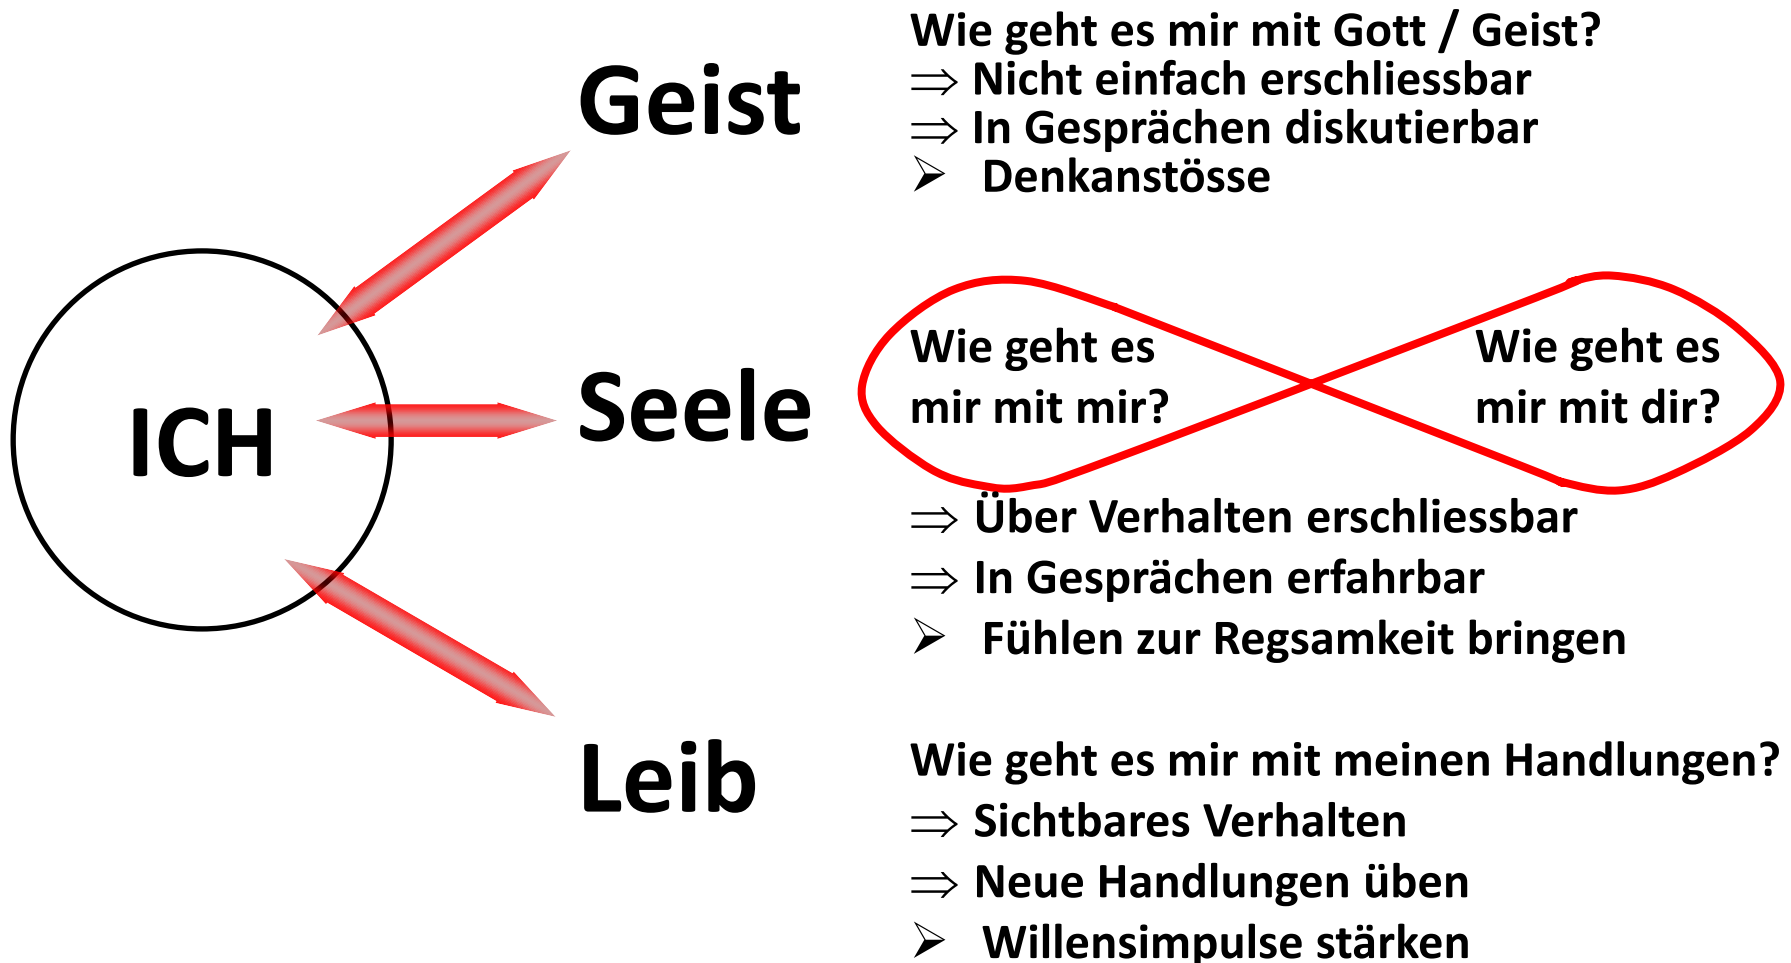 Geist
Wie geht es mir mit Gott / Geist?
⇒ Nicht einfach erschliessbar
⇒ In Gesprächen diskutierbar
➢ Denkanstösse
ICH
Seele
Wie geht es
mir mit mir?
Wie geht es
mir mit dir?
⇒ Über Verhalten erschliessbar
⇒ In Gesprächen erfahrbar
➢ Fühlen zur Regsamkeit bringen
Leib
Wie geht es mir mit meinen Handlungen?
⇒ Sichtbares Verhalten
⇒ Neue Handlungen üben
➢ Willensimpulse stärken